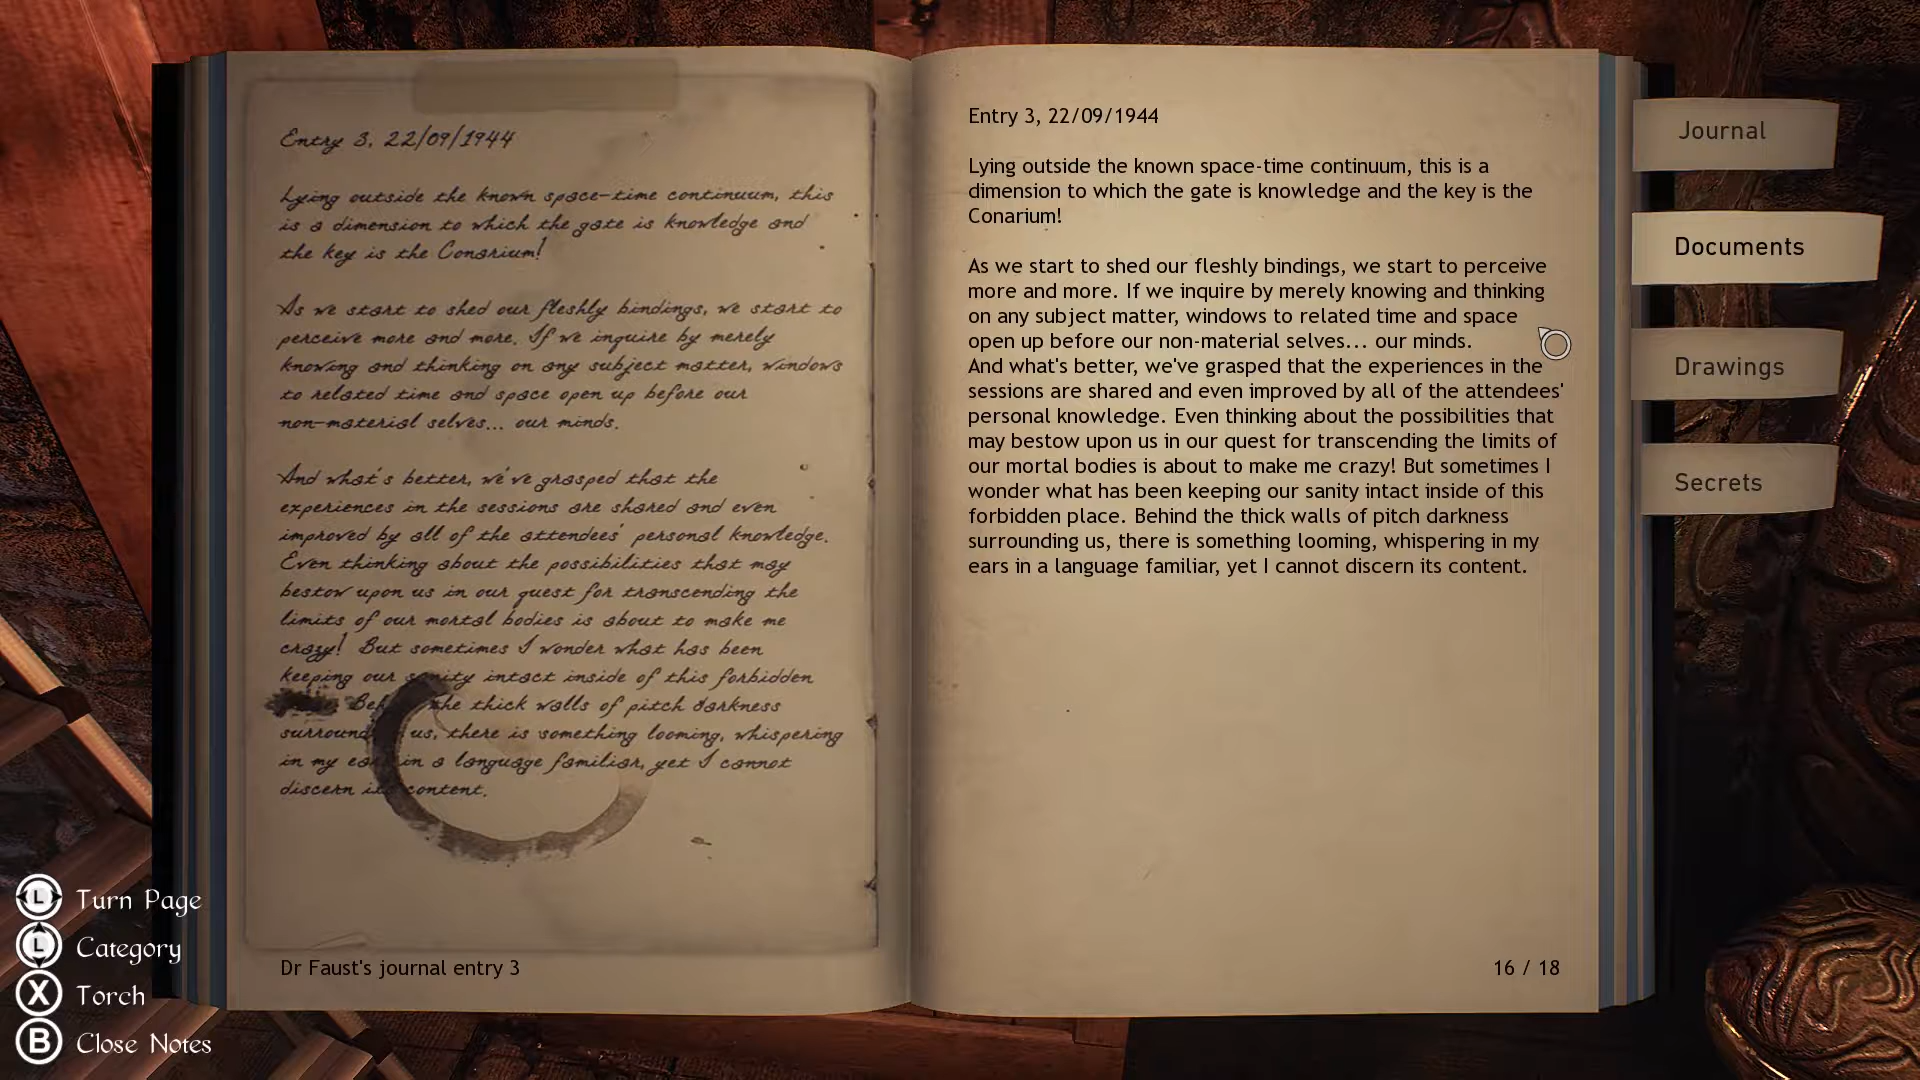 Entry 3, 22/09/1944
Lying outside the known space-time continuum, this
is a dimension to which the gate is knowledge and
the key is the Conarium!
As we start to shed our fleshly bindings, we start to
perceive more and more. If we inquire by merely
knowing and thinking on any subject matter, windows
to related time and space open up before our
non-material selves... our minds.
And what's better, we've grasped that the
experiences in the sessions are shared and even
improved by all of the attendees' personal knowledge.
Even thinking about the possibilities that may
bestow upon us in our quest for transcending the
limits of our mortal bodies is about to make me
crazy! But sometimes I wonder what has been
keeping our sanity intact inside of this forbidden
the thick walls of pitch darkness
us, there is something looming, whispering
in my ears in a language familiar, yet I cannot
discern its content.
Dr Faust's journal entry 3
Entry 3, 22/09/1944
Lying outside the known space-time continuum, this is a
dimension to which the gate is knowledge and the key is the
Conarium!
As we start to shed our fleshly bindings, we start to perceive
more and more. If we inquire by merely knowing and thinking
on any subject matter, windows to related time and space
open up before our non-material selves... our minds.
And what's better, we've grasped that the experiences in the
sessions are shared and even improved by all of the attendees'
personal knowledge. Even thinking about the possibilities that
may bestow upon us in our quest for transcending the limits of
our mortal bodies is about to make me crazy! But sometimes I
wonder what has been keeping our sanity intact inside of this
forbidden place. Behind the thick walls of pitch darkness
surrounding us, there is something looming, whispering in my
ears in a language familiar, yet I cannot discern its content.
16 / 18
Journal
Documents
Drawings
Secrets
L Turn Page
L Category
X Torch
B Close Notes